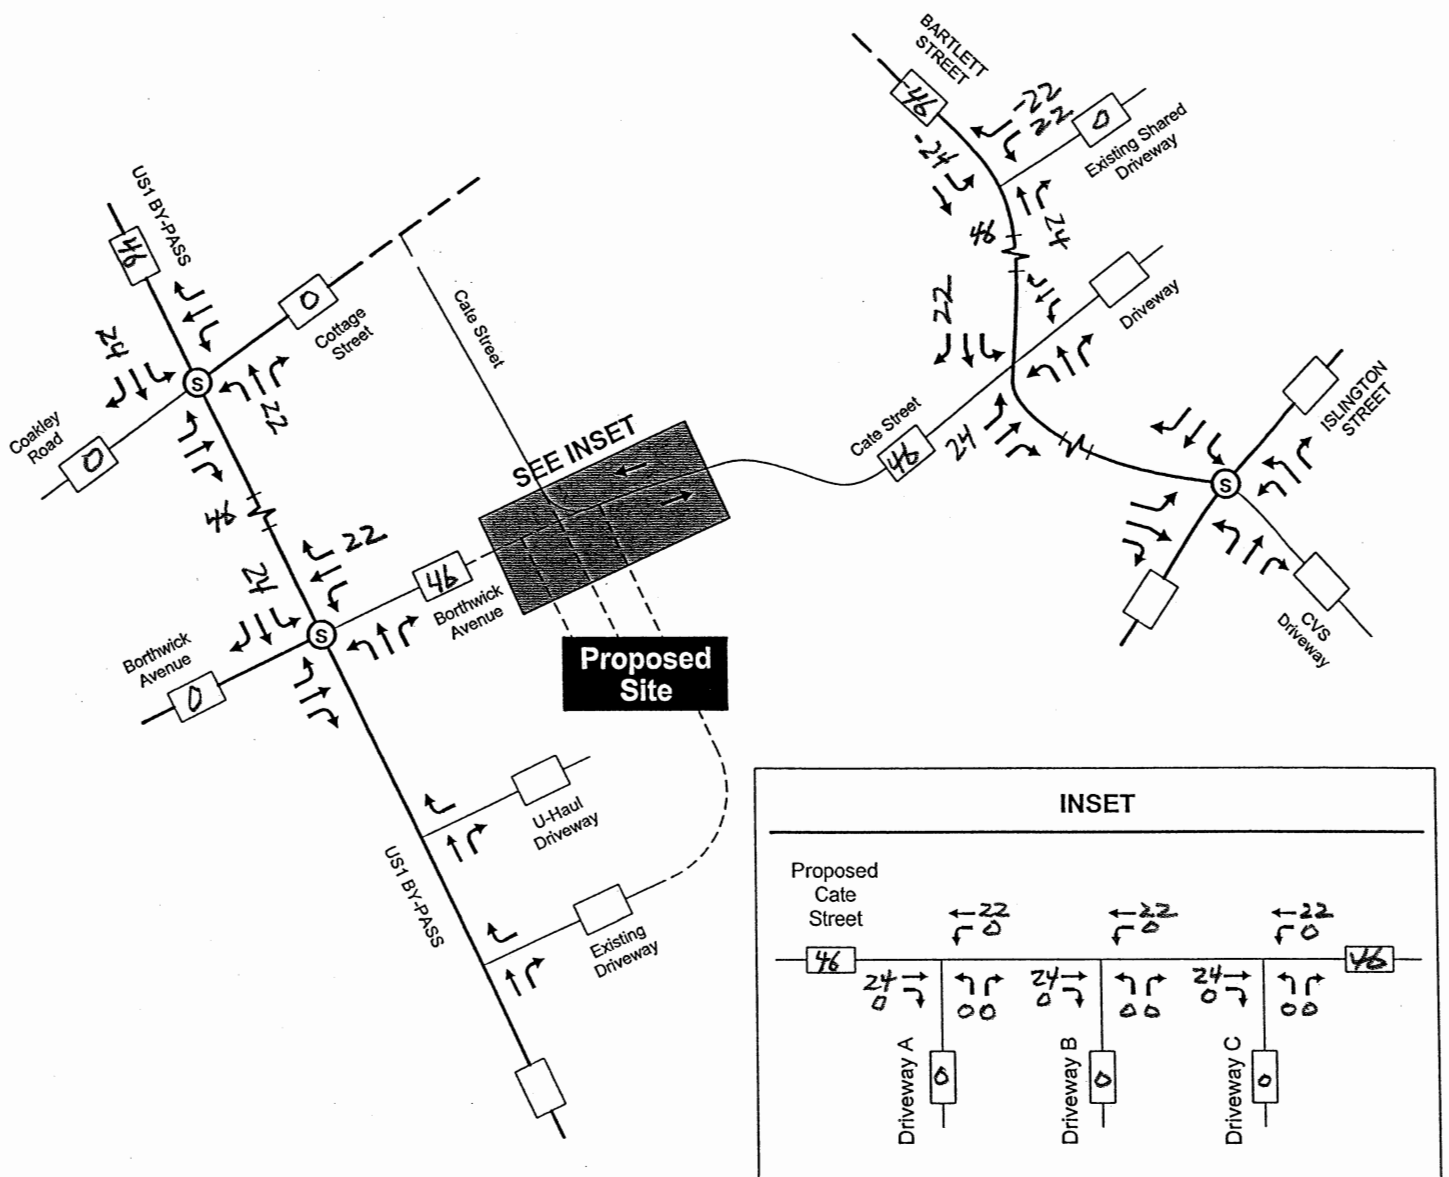 BARTLETT
STREET
-46
-22
22
0
Existing Shared
Driveway
-24
24
46
US1 BY-PASS
46
0
Cottage
Street
Cate Street
24
22
Coakley
Road
0
22
Driveway
Cate Street
46
24
ISLINGTON
STREET
CVS
Driveway
S
S
S
SEE INSET
46
22
24
46
Borthwick
Avenue
Borthwick
Avenue
0
Proposed
Site
U-Haul
Driveway
US1 BY-PASS
Existing
Driveway
INSET
Proposed
Cate
Street
22 22 22
0 0 0
46 46
24 24 24
0 0 0
0 0 0 0 0 0
Driveway A 0
Driveway B 0
Driveway C 0